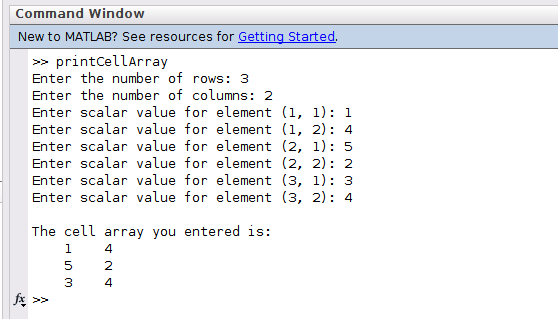 Command Window
New to MATLAB? See resources for Getting Started.
>> printCellArray
Enter the number of rows: 3
Enter the number of columns: 2
Enter scalar value for element (1, 1): 1
Enter scalar value for element (1, 2): 4
Enter scalar value for element (2, 1): 5
Enter scalar value for element (2, 2): 2
Enter scalar value for element (3, 1): 3
Enter scalar value for element (3, 2): 4
The cell array you entered is:
1    4
5    2
3    4
fx >>